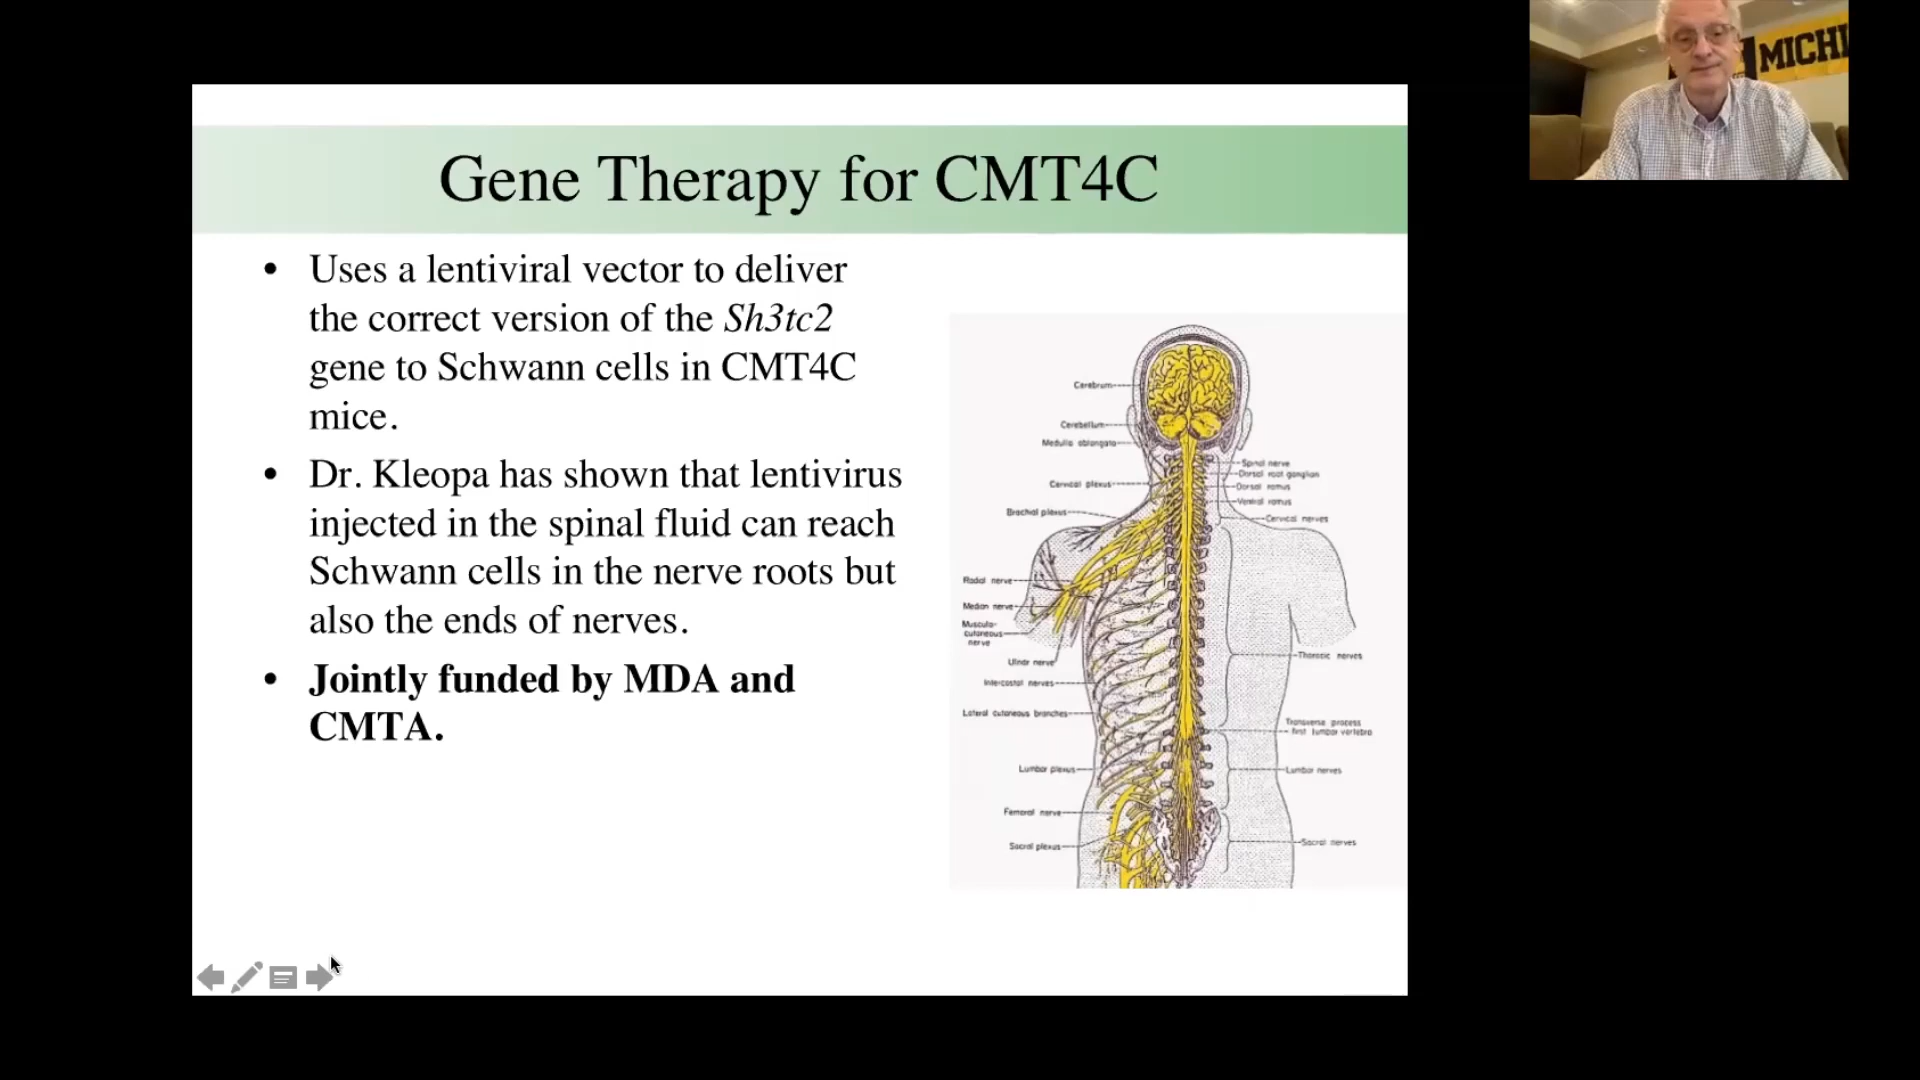 MICHI
Gene Therapy for CMT4C
• Uses a lentiviral vector to deliver
the correct version of the Sh3tc2
gene to Schwann cells in CMT4C
mice.
• Dr. Kleopa has shown that lentivirus
injected in the spinal fluid can reach
Schwann cells in the nerve roots but
also the ends of nerves.
• Jointly funded by MDA and
CMTA.
Cerebrum
Cerebellum
Medulla oblongata
Cervical plexus
Brachial plexus
Radial nerve
Median nerve
Musculo-
cutaneous
nerve
Ulnar nerve
Intercostal nerves
Lateral cutaneous branches
Lumbar plexus
Femoral nerve
Sacral plexus
Spinal nerve
Dorsal root ganglion
Dorsal ramus
Ventral ramus
Cervical nerves
Thoracic nerves
Transverse process
first lumbar vertebra
Lumbar nerves
Sacral nerves